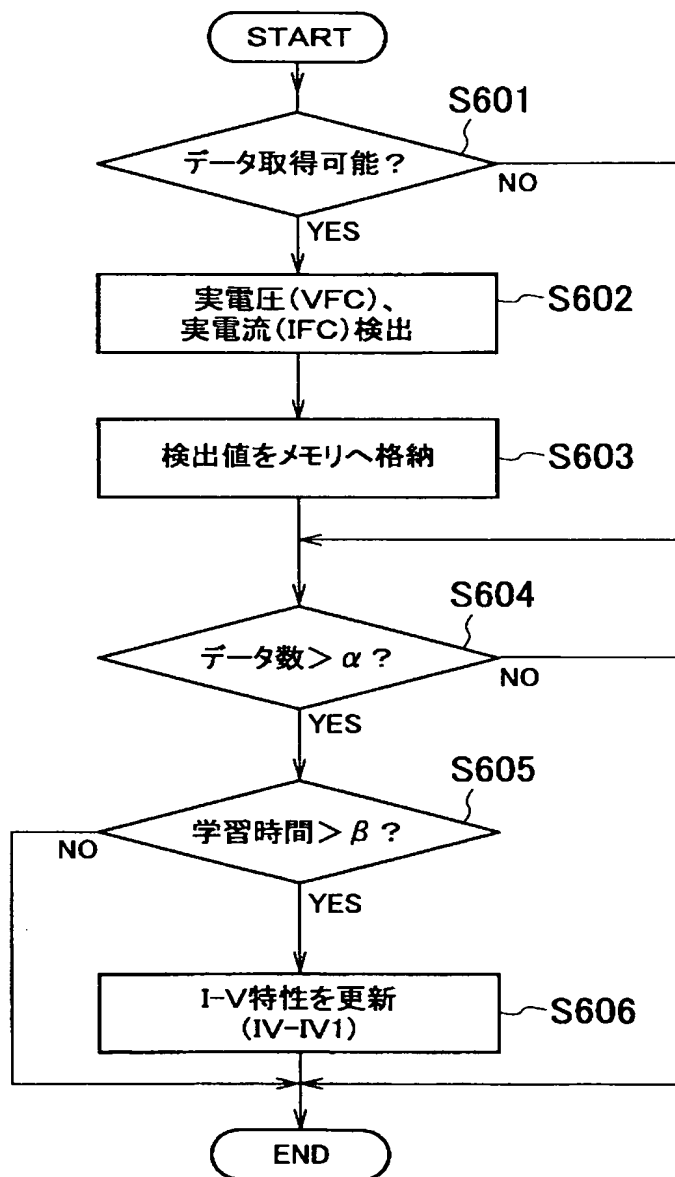 START
S601
データ取得可能？
NO
YES
実電圧(VFC)、
実電流(IFC)検出
S602
検出値をメモリへ格納
S603
S604
データ数＞α？
NO
YES
S605
学習時間＞β？
NO
YES
I-V特性を更新
(IV-IV1)
S606
END